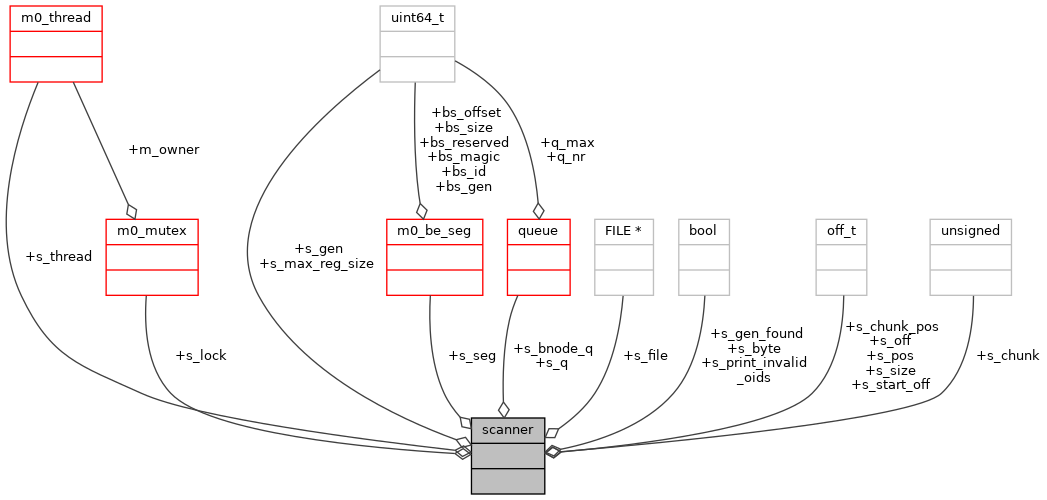 m0_thread
uint64_t
+bs_offset
+bs_size
+bs_reserved
+bs_magic
+bs_id
+bs_gen
+q_max
+q_nr
+m_owner
m0_mutex
m0_be_seg
queue
FILE *
bool
off_t
unsigned
+s_thread
+s_gen
+s_max_reg_size
+s_lock
+s_seg
+s_bnode_q
+s_q
+s_file
+s_gen_found
+s_byte
+s_print_invalid
_oids
+s_chunk_pos
+s_off
+s_pos
+s_size
+s_start_off
+s_chunk
scanner